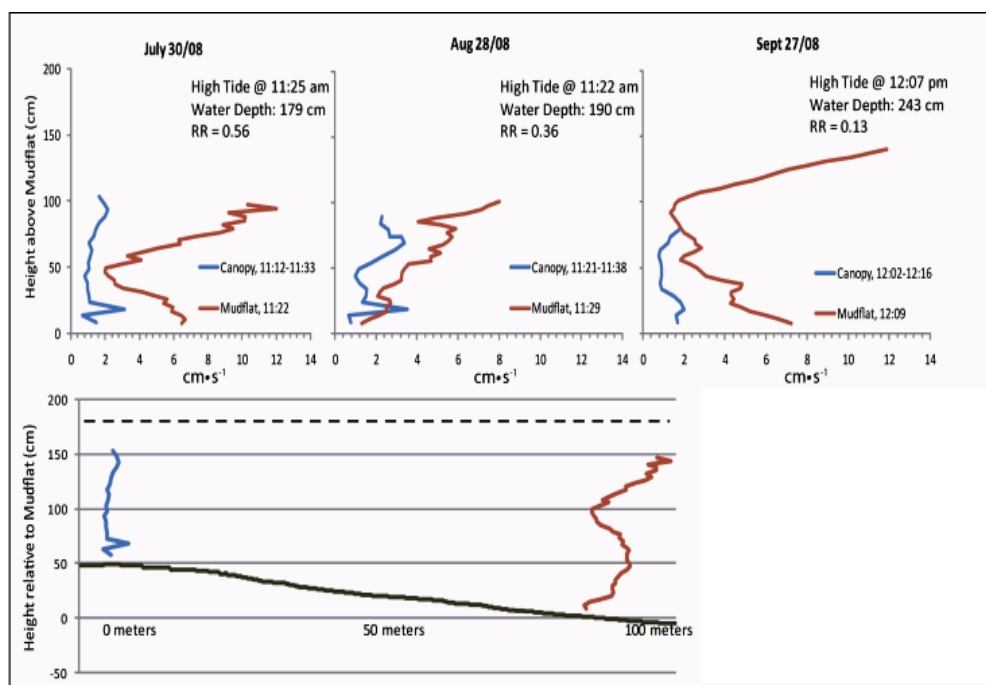 July 30/08
Aug 28/08
Sept 27/08
Height above Mudflat (cm)
200
150
100
50
0
High Tide @ 11:25 am
Water Depth: 179 cm
RR = 0.56
Canopy, 11:12-11:33
Mudflat, 11:22
0 2 4 6 8 10 12 14
cm•s⁻¹
High Tide @ 11:22 am
Water Depth: 190 cm
RR = 0.36
Canopy, 11:21-11:38
Mudflat, 11:29
0 2 4 6 8 10 12 14
cm•s⁻¹
High Tide @ 12:07 pm
Water Depth: 243 cm
RR = 0.13
Canopy, 12:02-12:16
Mudflat, 12:09
0 2 4 6 8 10 12 14
cm•s⁻¹
Height relative to Mudflat (cm)
200
150
100
50
0
-50
0 meters
50 meters
100 meters